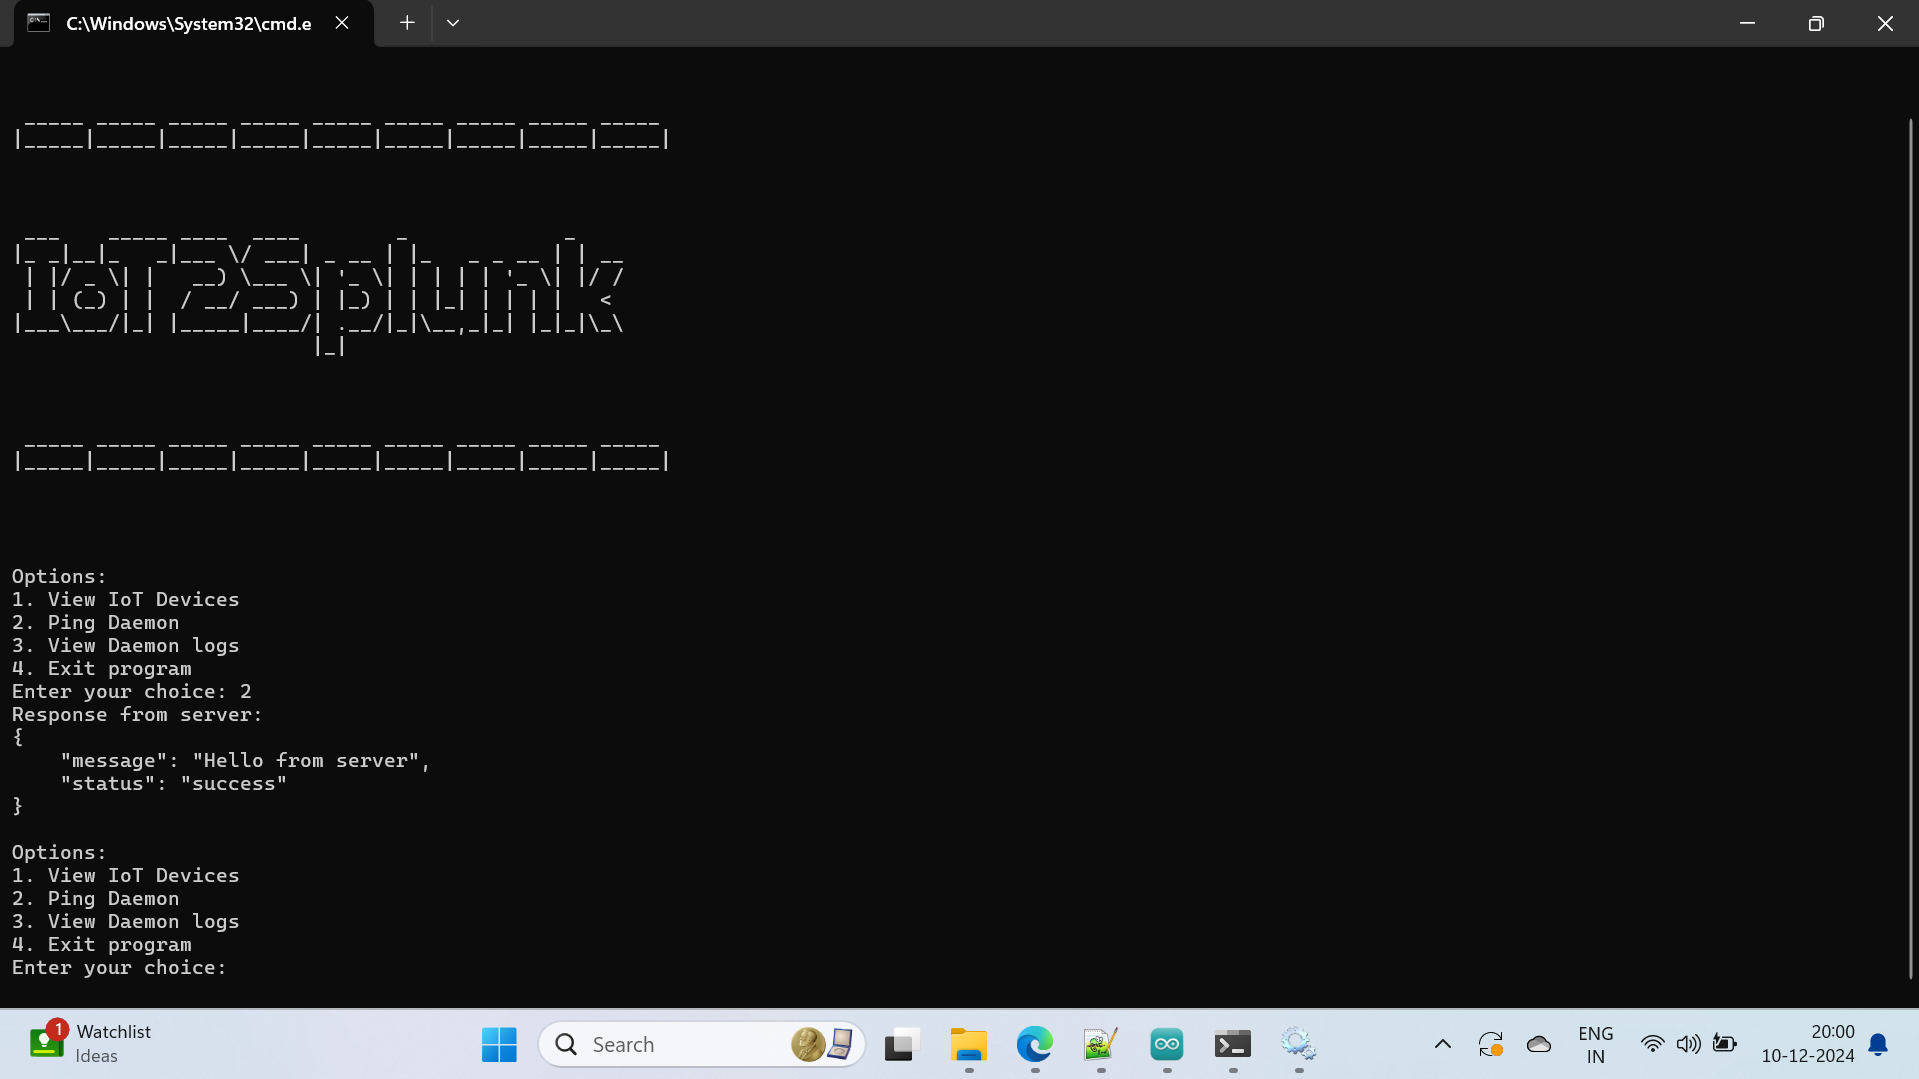 C:\Windows\System32\cmd.e
 _____ _____ _____ _____ _____ _____ _____ _____ _____
|_____|_____|_____|_____|_____|_____|_____|_____|_____|
 ___    _____ ____  ____        _             _
|_ _|__|_   _|___ \/ ___| _ __ | |_   _ _ __ | | __
 | |/ _ \| |   __) \___ \| '_ \| | | | | '_ \| |/ /
 | | (_) | |  / __/ ___) | |_) | | |_| | | | |   <
|___\___/|_| |_____|____/| .__/|_|\__,_|_| |_|_|\_\
                         |_|
 _____ _____ _____ _____ _____ _____ _____ _____ _____
|_____|_____|_____|_____|_____|_____|_____|_____|_____|
Options:
1. View IoT Devices
2. Ping Daemon
3. View Daemon logs
4. Exit program
Enter your choice: 2
Response from server:
{
    "message": "Hello from server",
    "status": "success"
}
Options:
1. View IoT Devices
2. Ping Daemon
3. View Daemon logs
4. Exit program
Enter your choice:
1
Watchlist
Ideas
Search
ENG
IN
20:00
10-12-2024